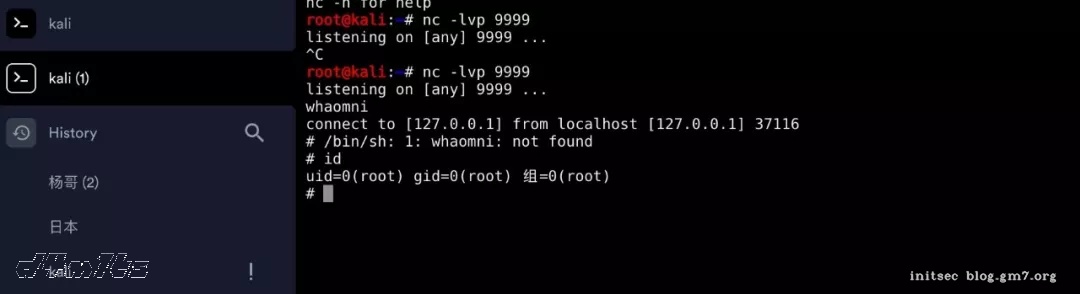 kali
kali (1)
History
杨哥 (2)
日本
kali
!
nc -h for help
root@kali:~# nc -lvp 9999
listening on [any] 9999 ...
^C
root@kali:~# nc -lvp 9999
listening on [any] 9999 ...
whaomni
connect to [127.0.0.1] from localhost [127.0.0.1] 37116
# /bin/sh: 1: whaomni: not found
# id
uid=0(root) gid=0(root) 组=0(root)
#
initsec blog.gm7.org